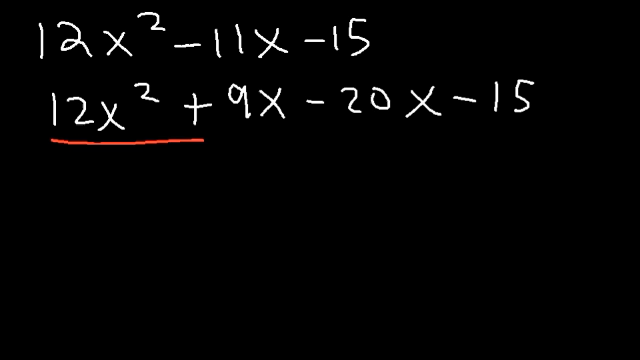 12x² - 11x - 15
12x² + 9x - 20x - 15